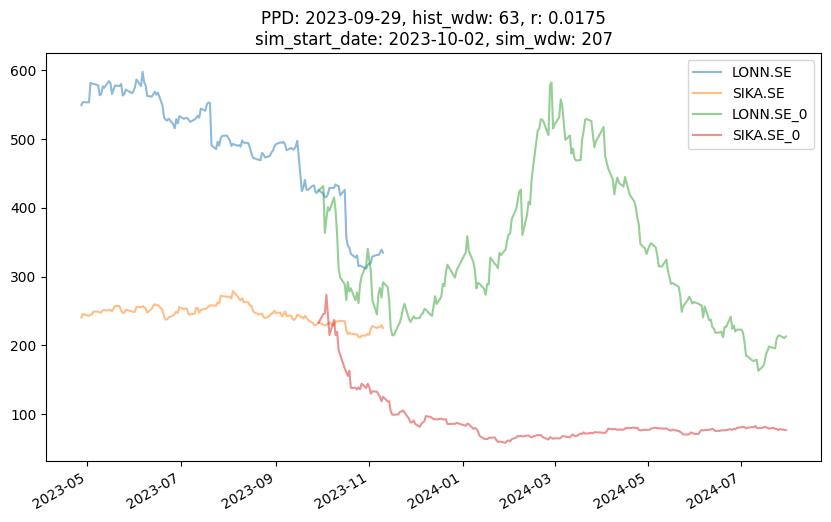 PPD: 2023-09-29, hist_wdw: 63, r: 0.0175
sim_start_date: 2023-10-02, sim_wdw: 207
LONN.SE
SIKA.SE
LONN.SE_0
SIKA.SE_0
600
500
400
300
200
100
2023-05
2023-07
2023-09
2023-11
2024-01
2024-03
2024-05
2024-07